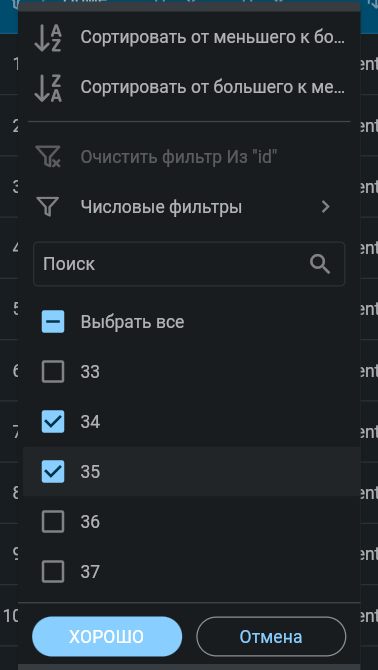 Сортировать от меньшего к бо...
Сортировать от большего к ме...
Очистить фильтр Из "id"
Числовые фильтры
Поиск
Выбрать все
33
34
35
36
37
ХОРОШО Отмена